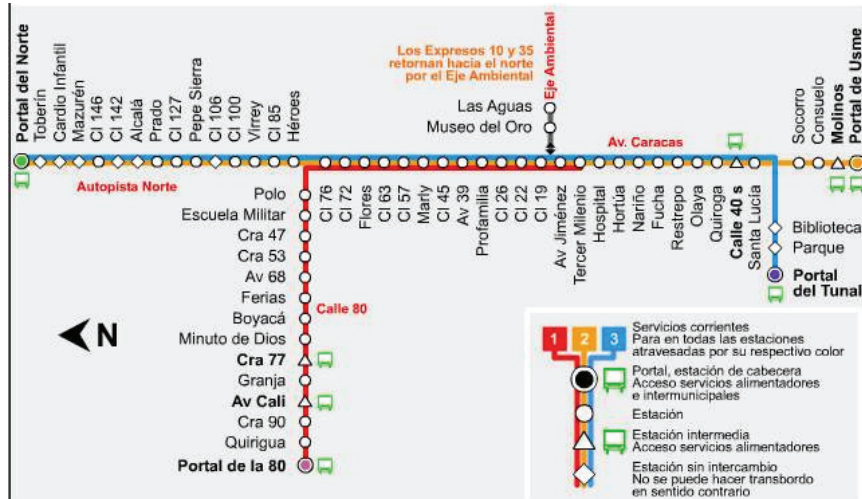 Los Expresos 10 y 35
retornan hacia el norte
por el Eje Ambiental
Eje Ambiental
Las Aguas
Museo del Oro
Portal del Norte
Toberín
Cardio Infantil
Mazurén
Cl 146
Cl 142
Alcalá
Prado
Cl 127
Pepe Sierra
Cl 106
Cl 100
Virrey
Cl 85
Héroes
Av. Caracas
Socorro
Consuelo
Molinos
Portal de Usme
Autopista Norte
Cl 76
Cl 72
Flores
Cl 63
Cl 57
Marly
Cl 45
Av 39
Profamilia
Cl 26
Cl 22
Cl 19
Av Jiménez
Tercer Milenio
Hospital
Hortúa
Nariño
Fucha
Restrepo
Olaya
Quiroga
Calle 40 s
Santa Lucía
Biblioteca
Parque
Portal
del Tunal
Polo
Escuela Militar
Cra 47
Cra 53
Av 68
Ferias
Boyacá
Minuto de Dios
Cra 77
Granja
Av Cali
Cra 90
Quirigua
Portal de la 80
Calle 80
N
1 2 3
Servicios corrientes
Para en todas las estaciones
atravesadas por su respectivo color
Portal, estación de cabecera
Acceso servicios alimentadores
e intermunicipales
Estación
Estación intermedia
Acceso servicios alimentadores
Estación sin intercambio
No se puede hacer transbordo
en sentido contrario